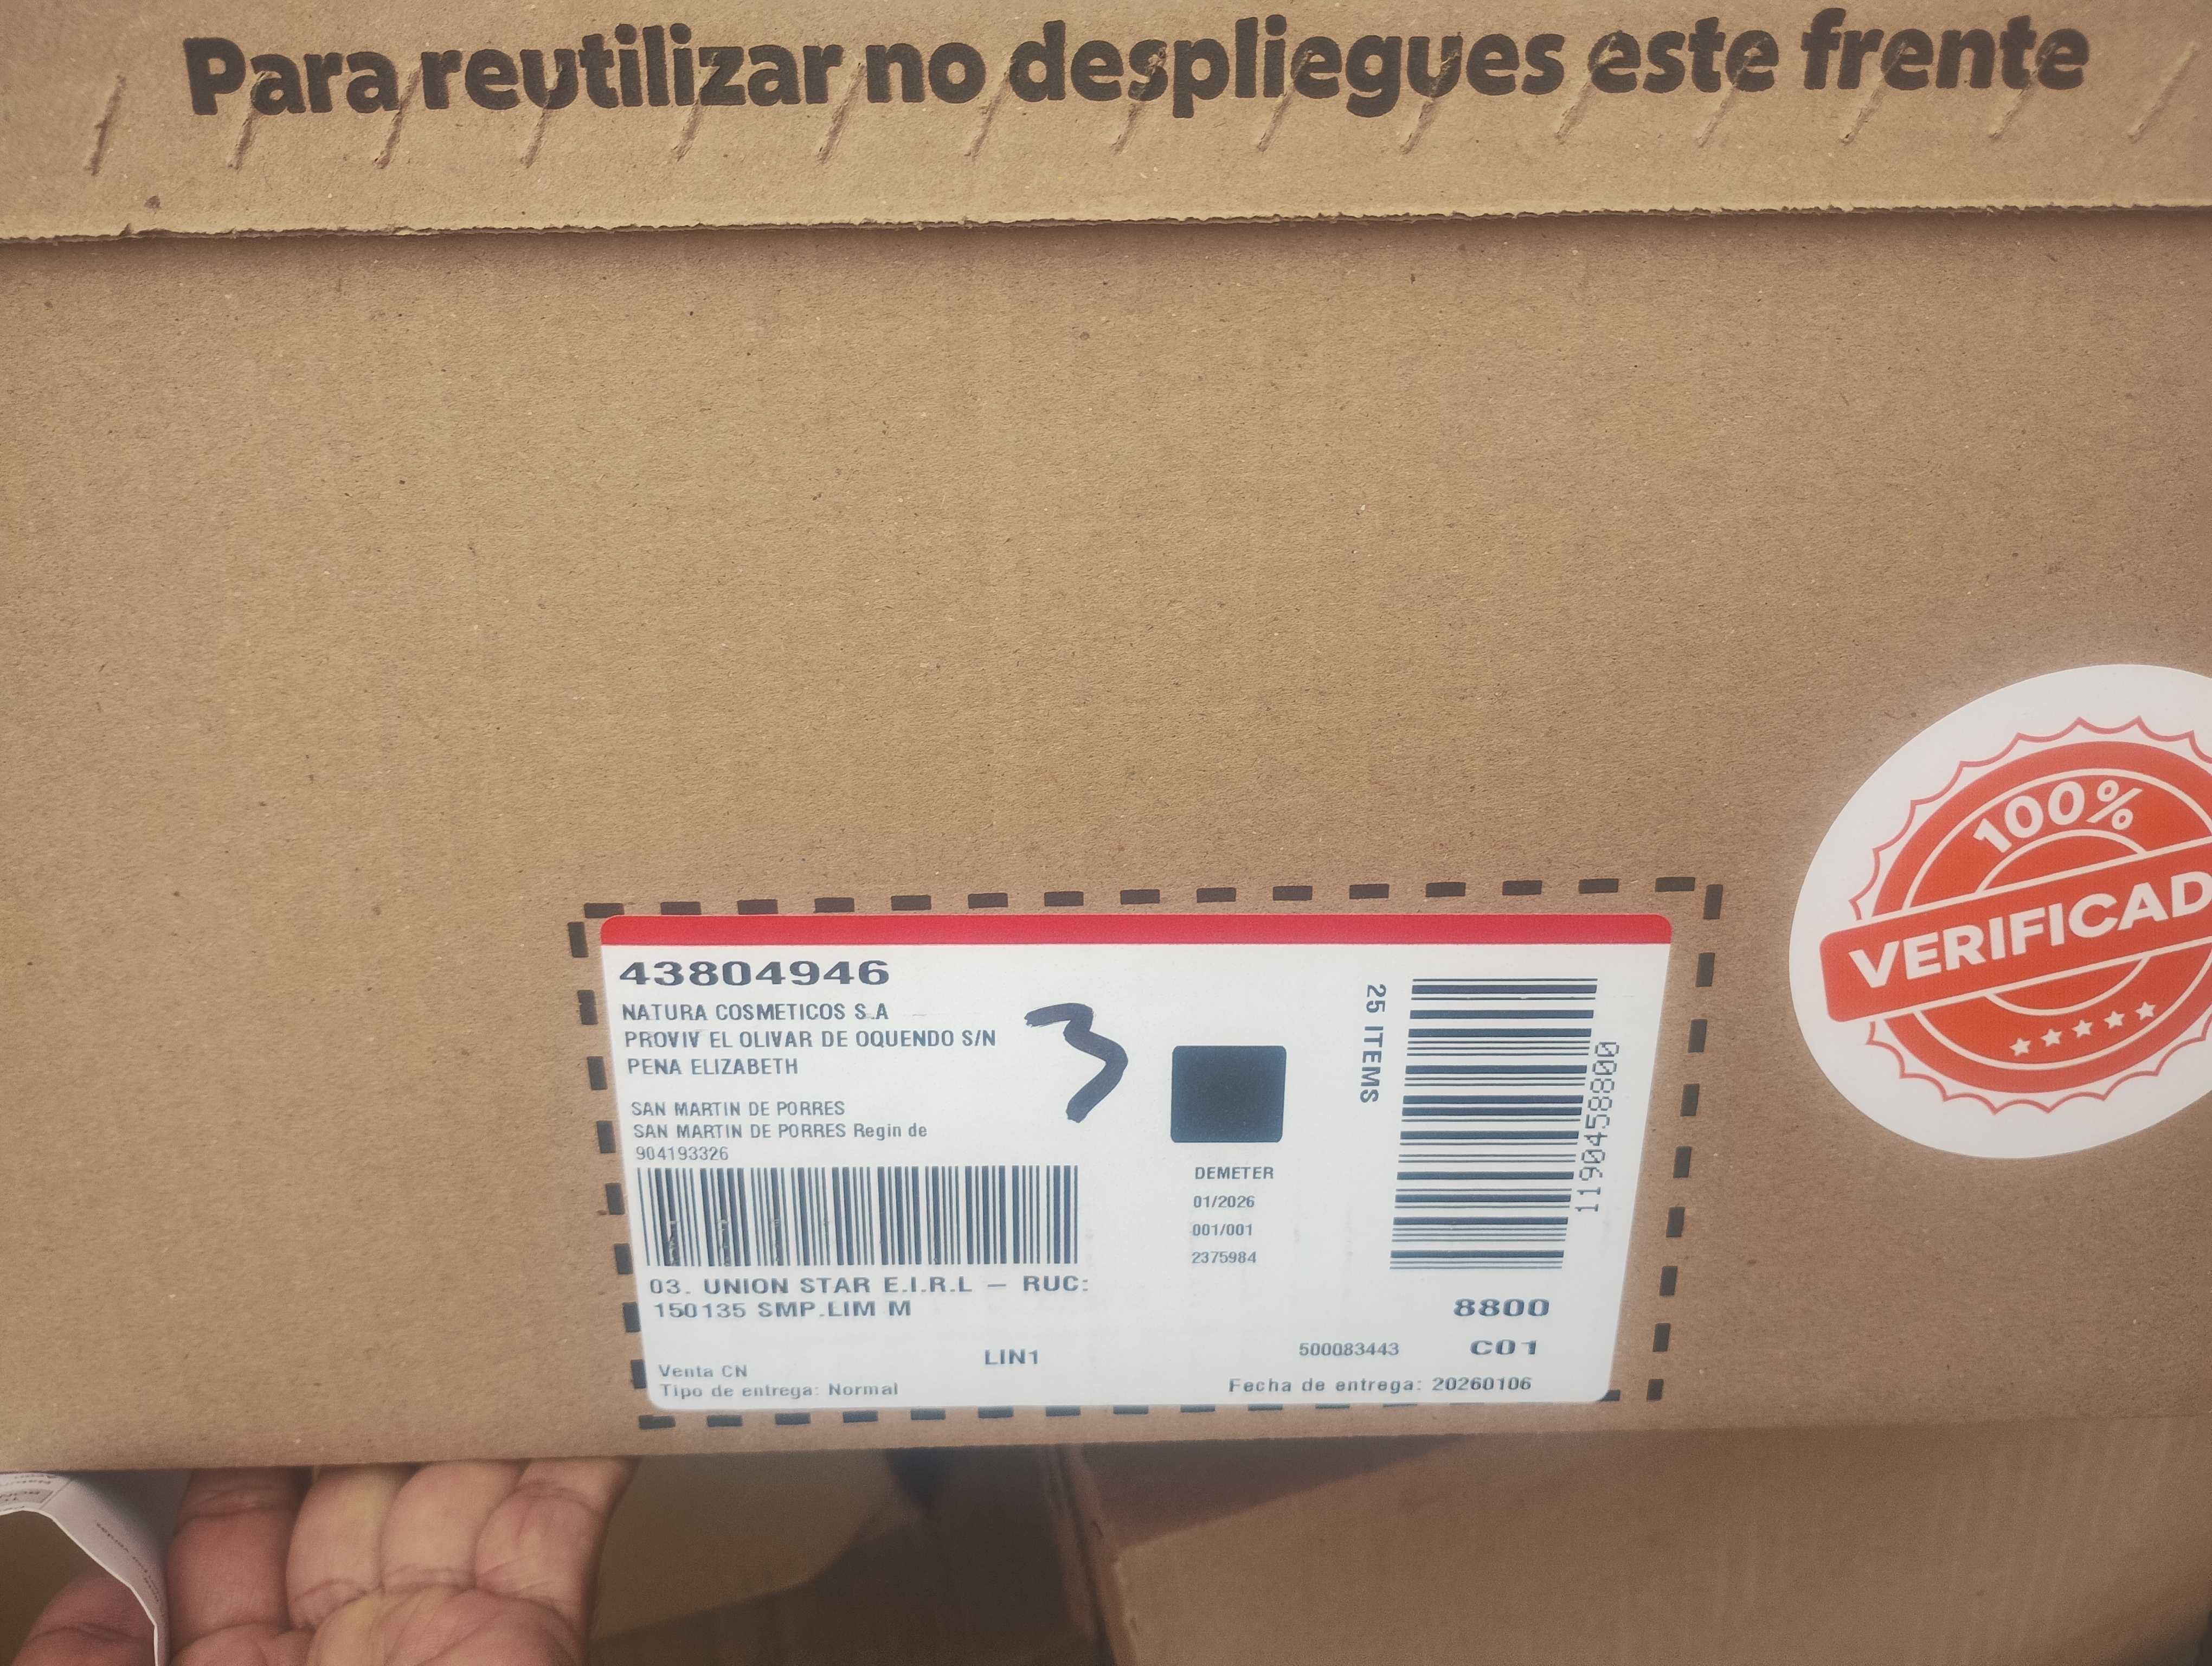 Para reutilizar no despliegues este frente
43804946
NATURA COSMETICOS S.A
PROVIV EL OLIVAR DE OQUENDO S/N
PENA ELIZABETH
SAN MARTIN DE PORRES
SAN MARTIN DE PORRES Regin de
904193326
03. UNION STAR E.I.R.L — RUC:
150135 SMP.LIM M
Venta CN
Tipo de entrega: Normal
LIN1
3
DEMETER
01/2026
001/001
2375984
25 ITEMS
1190458800
8800
500083443 C01
Fecha de entrega: 20260106
100%
VERIFICAD